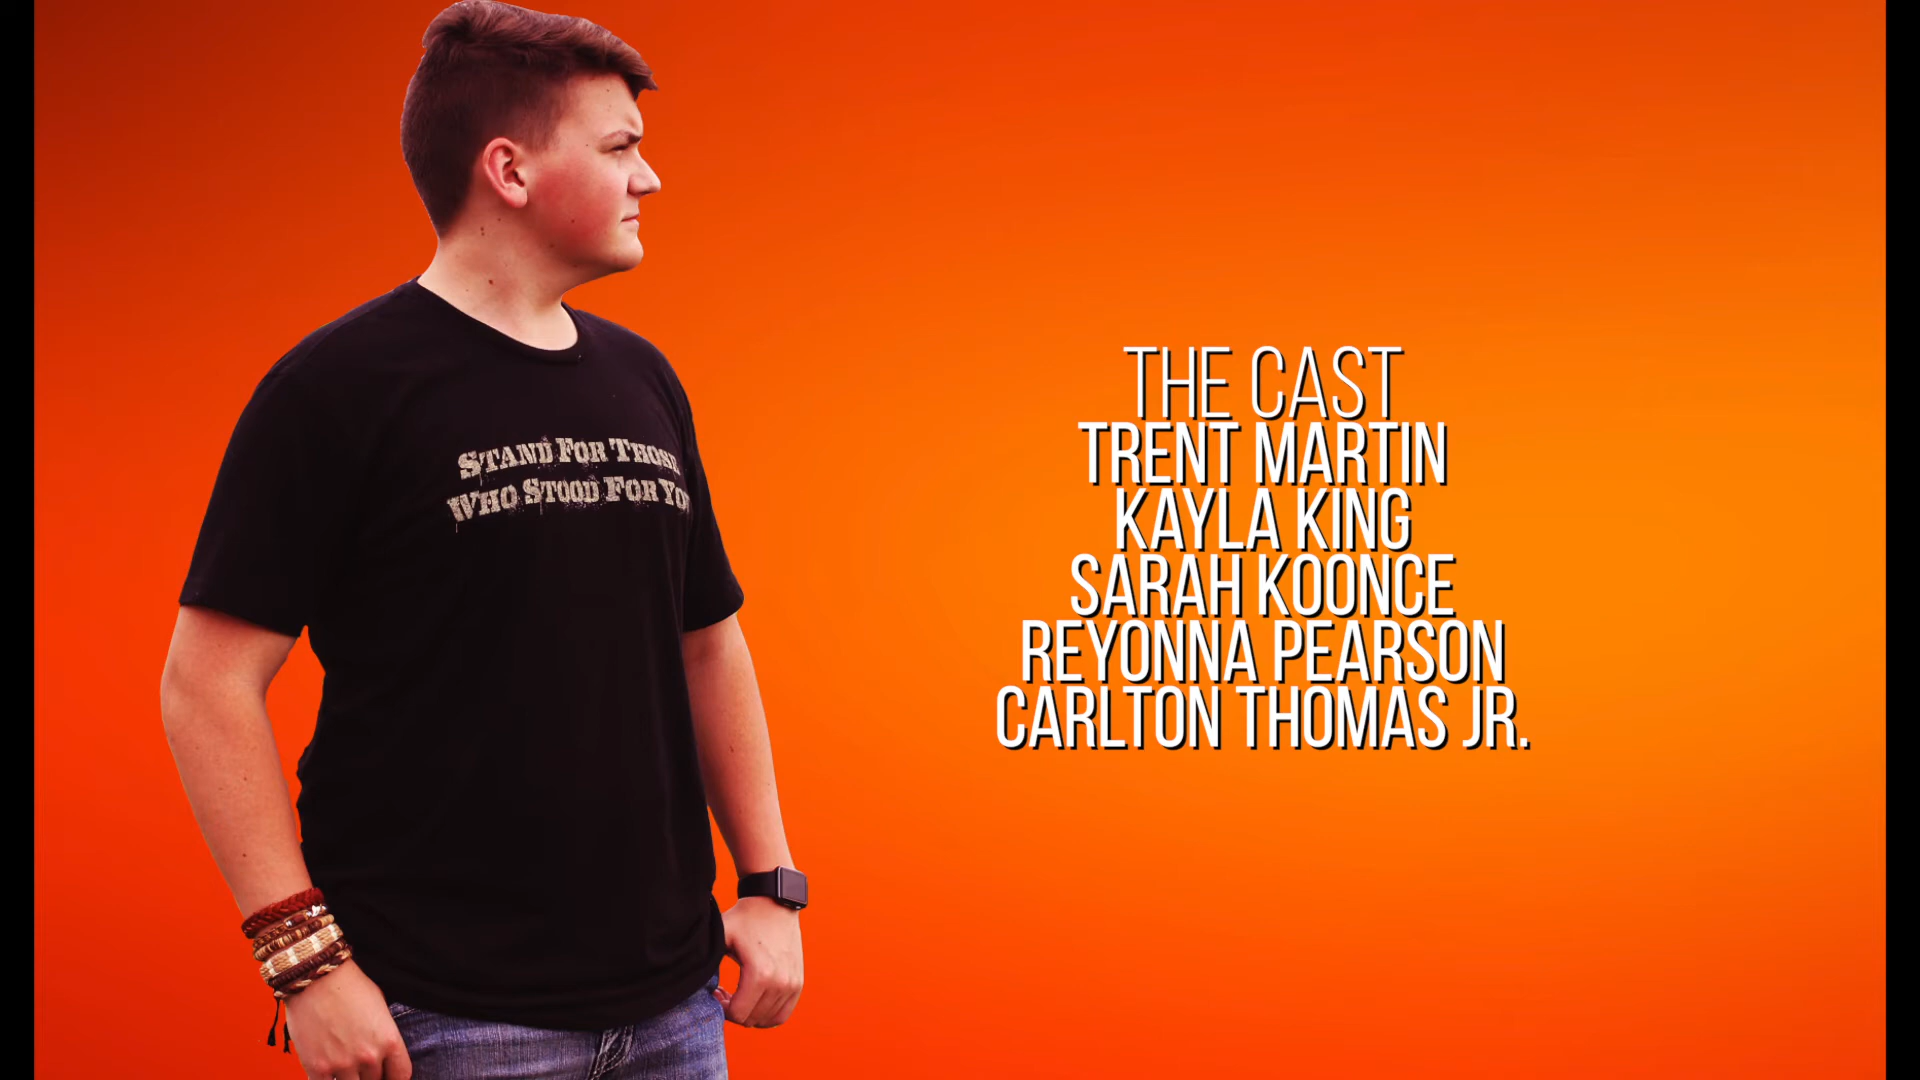 STAND FOR THOSE
WHO STOOD FOR YOU
THE CAST
TRENT MARTIN
KAYLA KING
SARAH KOONCE
REYONNA PEARSON
CARLTON THOMAS JR.